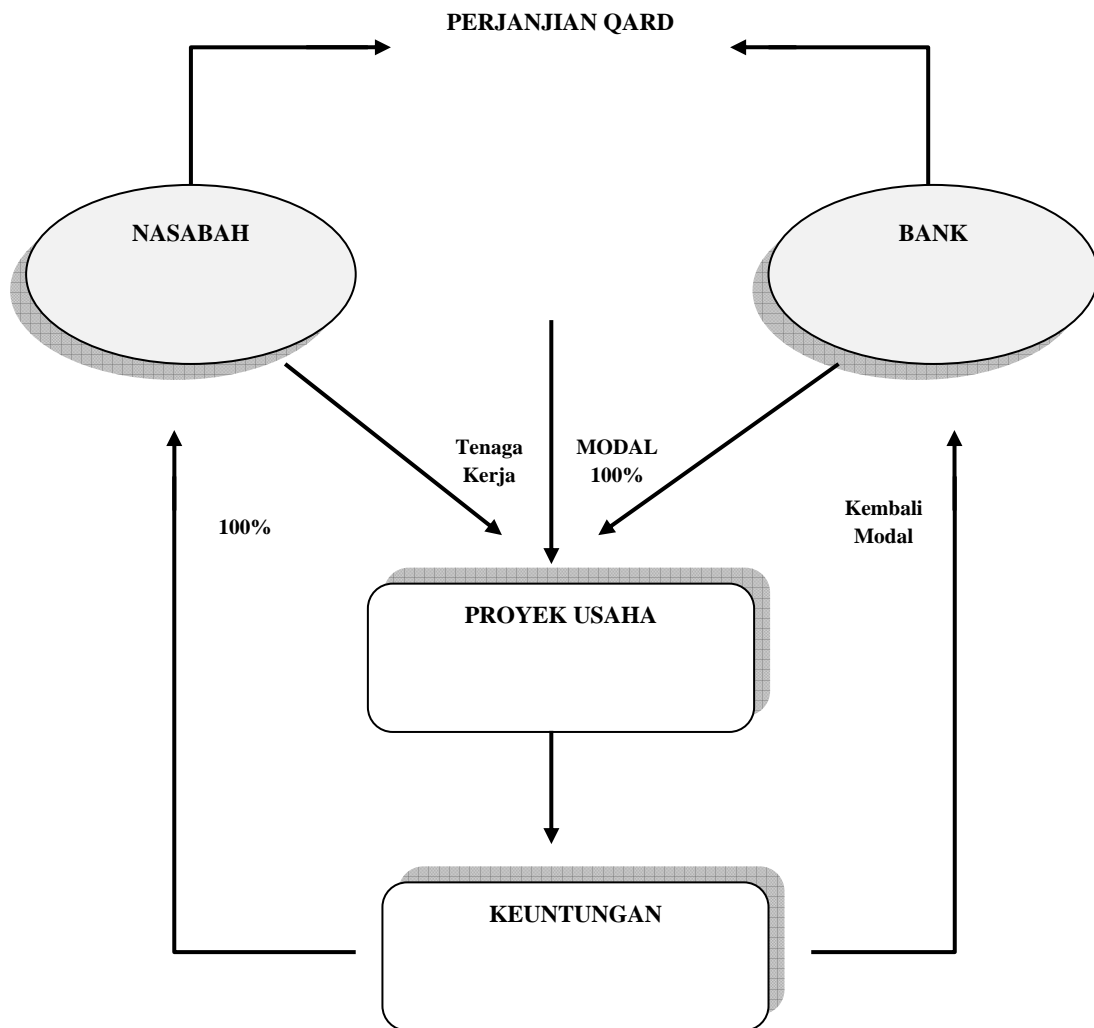 PERJANJIAN QARD
NASABAH
BANK
Tenaga
Kerja
MODAL
100%
100%
Kembali
Modal
PROYEK USAHA
KEUNTUNGAN